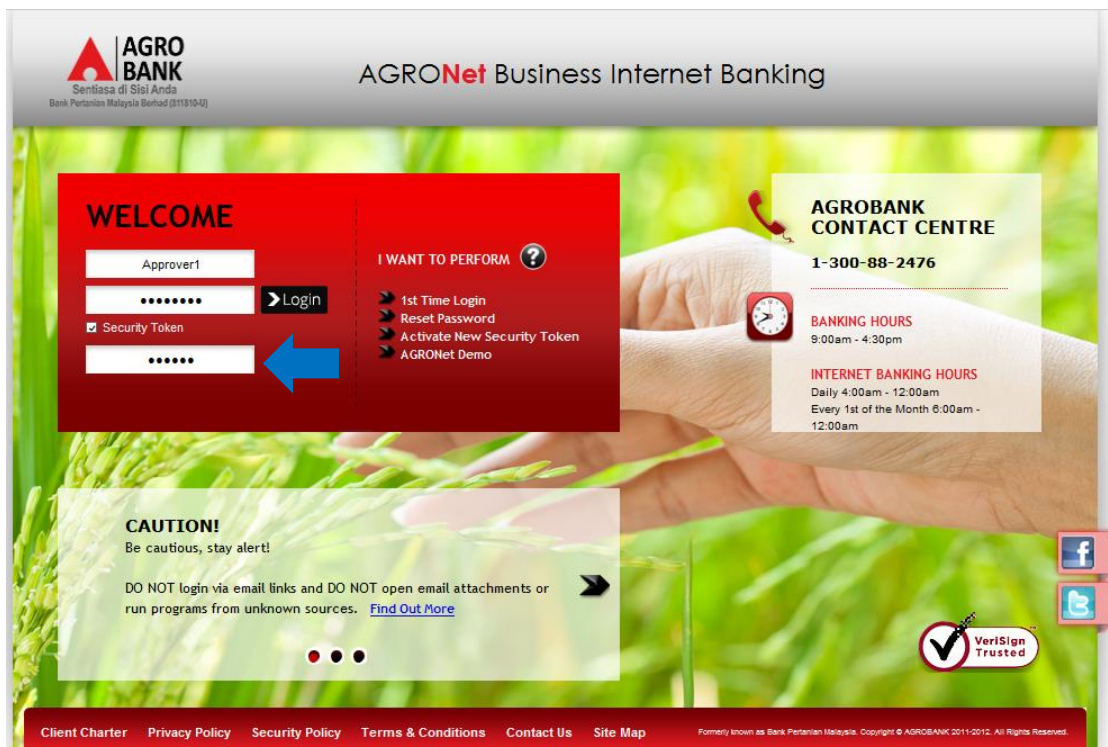 AGRO
BANK
Sentiasa di Sisi Anda
Bank Pertanian Malaysia Berhad (811810-U)
AGRONet Business Internet Banking
WELCOME
Approver1
••••••••
Login
Security Token
••••••
I WANT TO PERFORM ?
1st Time Login
Reset Password
Activate New Security Token
AGRONet Demo
AGROBANK
CONTACT CENTRE
1-300-88-2476
BANKING HOURS
9:00am - 4:30pm
INTERNET BANKING HOURS
Daily 4:00am - 12:00am
Every 1st of the Month 6:00am -
12:00am
CAUTION!
Be cautious, stay alert!
DO NOT login via email links and DO NOT open email attachments or
run programs from unknown sources. Find Out More
VeriSign
Trusted
Client Charter Privacy Policy Security Policy Terms & Conditions Contact Us Site Map
Formerly known as Bank Pertanian Malaysia. Copyright © AGROBANK 2011-2012. All Rights Reserved.